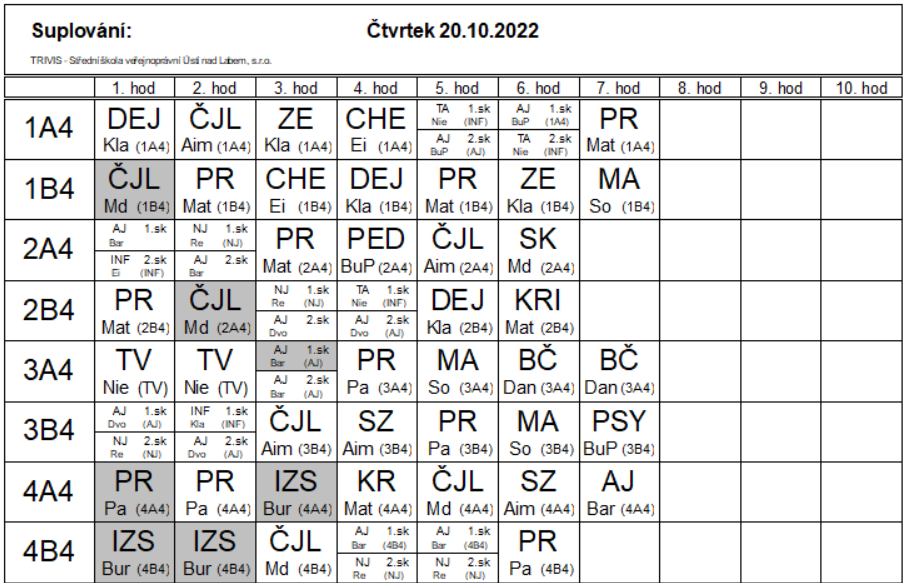 Suplování: Čtvrtek 20.10.2022
TRIVIS - Střední škola veřejnoprávní Ústí nad Labem, s.r.o.
1. hod 2. hod 3. hod 4. hod 5. hod 6. hod 7. hod 8. hod 9. hod 10. hod
1A4
DEJ
Kla (1A4)
ČJL
Aim (1A4)
ZE
Kla (1A4)
CHE
Ei (1A4)
TA 1.sk
Nie (INF)
AJ 2.sk
BuP (AJ)
AJ 1.sk
BuP (1A4)
TA 2.sk
Nie (INF)
PR
Mat (1A4)
1B4
ČJL
Md (1B4)
PR
Mat (1B4)
CHE
Ei (1B4)
DEJ
Kla (1B4)
PR
Mat (1B4)
ZE
Kla (1B4)
MA
So (1B4)
2A4
AJ 1.sk
Bar
INF 2.sk
Ei (INF)
NJ 1.sk
Re (NJ)
AJ 2.sk
Bar
PR
Mat (2A4)
PED
BuP (2A4)
ČJL
Aim (2A4)
SK
Md (2A4)
2B4
PR
Mat (2B4)
ČJL
Md (2A4)
NJ 1.sk
Re (NJ)
AJ 2.sk
Dvo
TA 1.sk
Nie (INF)
AJ 2.sk
Dvo (AJ)
DEJ
Kla (2B4)
KRI
Mat (2B4)
3A4
TV
Nie (TV)
TV
Nie (TV)
AJ 1.sk
Bar (AJ)
AJ 2.sk
Bar (AJ)
PR
Pa (3A4)
MA
So (3A4)
BČ
Dan (3A4)
BČ
Dan (3A4)
3B4
AJ 1.sk
Dvo (AJ)
NJ 2.sk
Re (NJ)
INF 1.sk
Kla (INF)
AJ 2.sk
Dvo (AJ)
ČJL
Aim (3B4)
SZ
Aim (3B4)
PR
Pa (3B4)
MA
So (3B4)
PSY
BuP (3B4)
4A4
PR
Pa (4A4)
PR
Pa (4A4)
IZS
Bur (4A4)
KR
Mat (4A4)
ČJL
Md (4A4)
SZ
Aim (4A4)
AJ
Bar (4A4)
4B4
IZS
Bur (4B4)
IZS
Bur (4B4)
ČJL
Md (4B4)
AJ 1.sk
Bar (4B4)
NJ 2.sk
Re (NJ)
AJ 1.sk
Bar (4B4)
NJ 2.sk
Re (NJ)
PR
Pa (4B4)